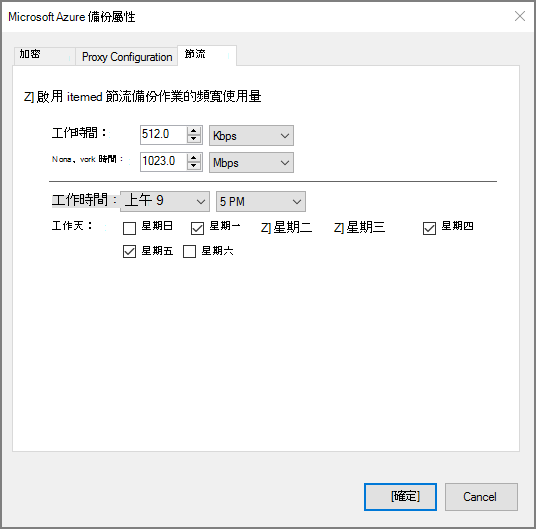 Microsoft Azure 備份屬性
加密 Proxy Configuration 節流
Z] 啟用 itemed 節流備份作業的頻寬使用量
工作時間： 512.0 Kbps
Nons、vork 時間： 1023.0 Mbps
工作時間： 上午 9 5 PM
工作天： 星期日 星期一 Z] 星期二 Z] 星期三 星期四
星期五 星期六
[確定] Cancel